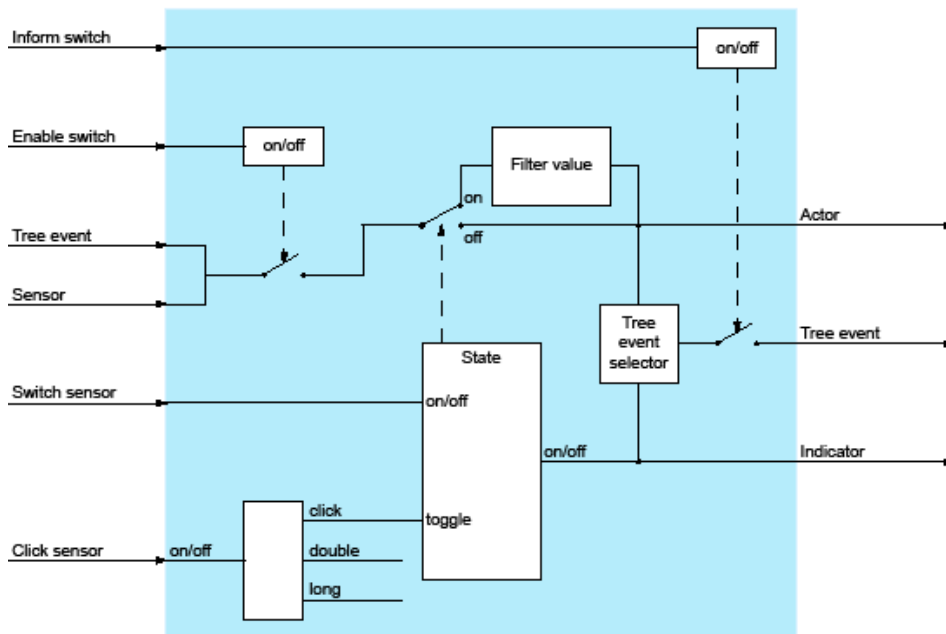 Inform switch
on/off
Enable switch
on/off
Filter value
on
off
Actor
Tree event
Sensor
Tree
event
selector
Tree event
State
Switch sensor
on/off
on/off
Indicator
click
toggle
Click sensor
on/off
double
long